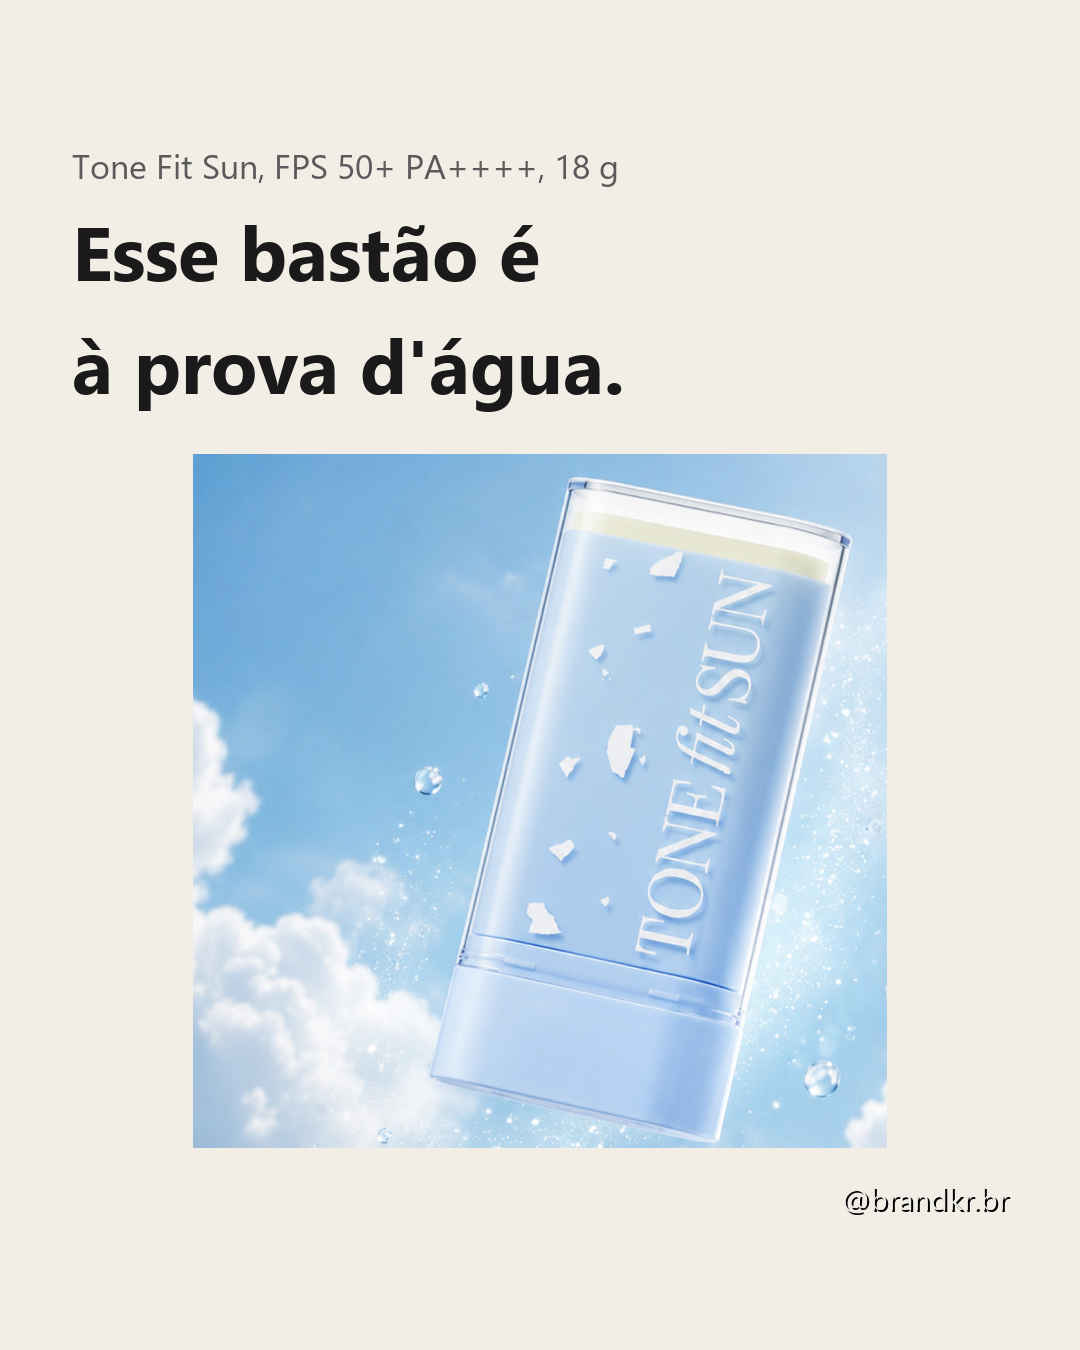 Tone Fit Sun, FPS 50+ PA++++, 18 g
Esse bastão é
à prova d'água.
TONE fit SUN
@brandkr.br